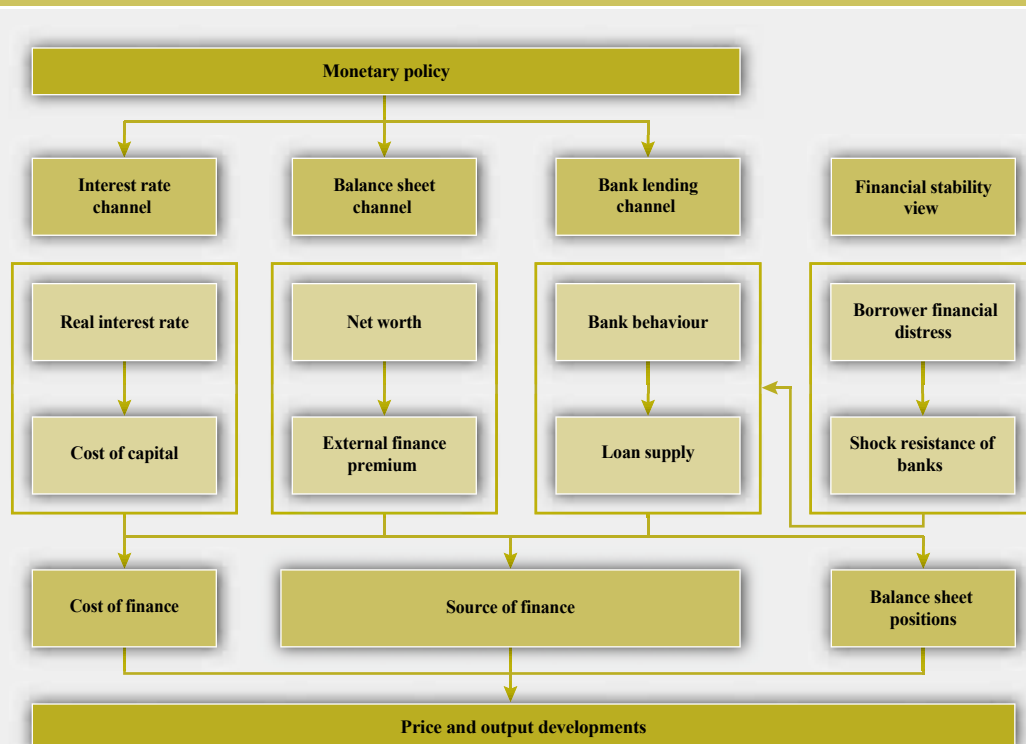 Monetary policy
Interest rate
channel
Balance sheet
channel
Bank lending
channel
Financial stability
view
Real interest rate
Net worth
Bank behaviour
Borrower financial
distress
Cost of capital
External finance
premium
Loan supply
Shock resistance of
banks
Cost of finance
Source of finance
Balance sheet
positions
Price and output developments